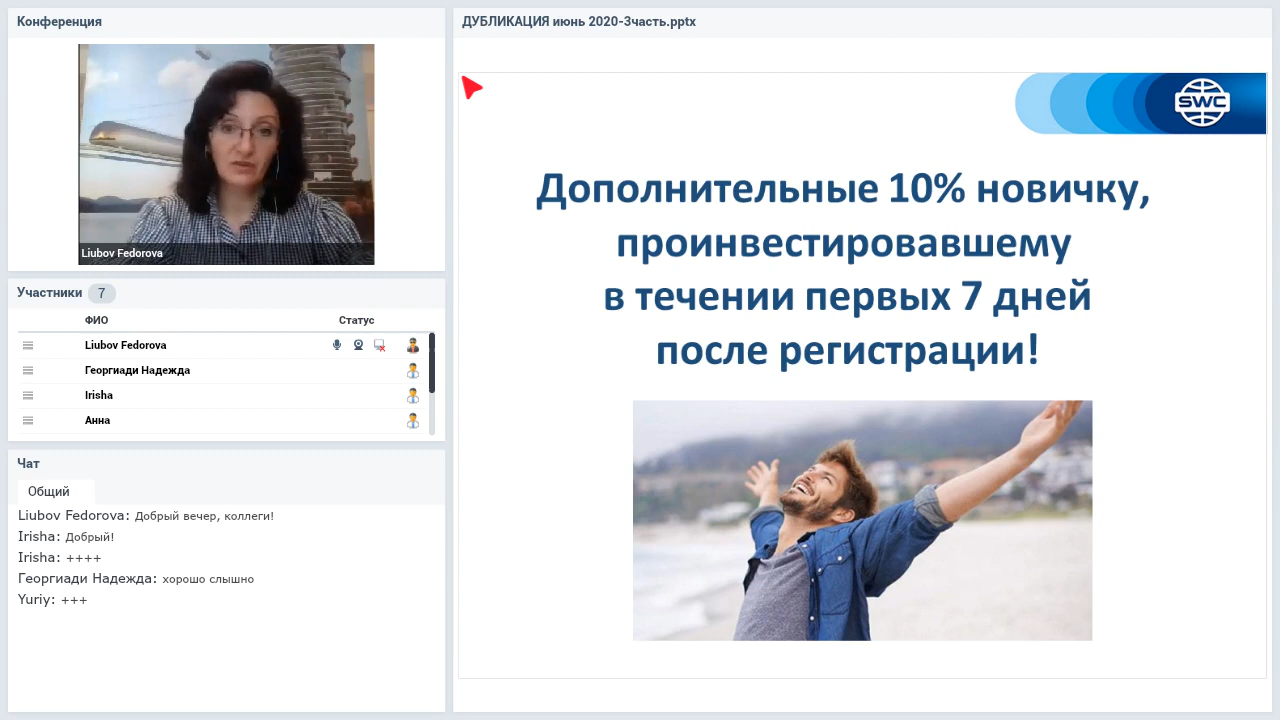 Конференция
Liubov Fedorova
Участники 7
ФИО Статус
Liubov Fedorova
Георгиади Надежда
Irisha
Анна
Чат
Общий
Liubov Fedorova: Добрый вечер, коллеги!
Irisha: Добрый!
Irisha: ++++
Георгиади Надежда: хорошо слышно
Yuriy: +++
ДУБЛИКАЦИЯ июнь 2020-3часть.pptx
SWC
Дополнительные 10% новичку,
проинвестировавшему
в течении первых 7 дней
после регистрации!